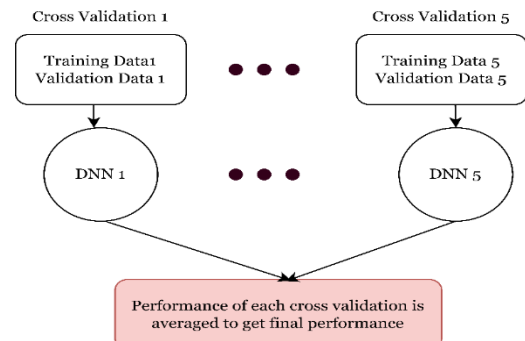 Cross Validation 1
Cross Validation 5
Training Data1
Validation Data 1
Training Data 5
Validation Data 5
DNN 1
DNN 5
Performance of each cross validation is
averaged to get final performance